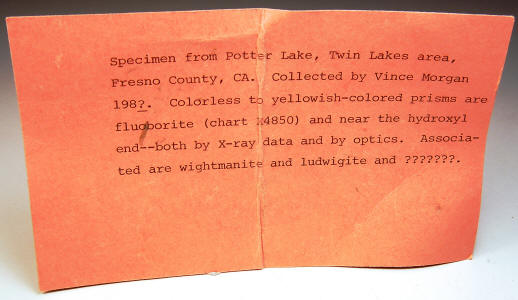 Specimen from Potter Lake, Twin Lakes area,
Fresno County, CA. Collected by Vince Morgan
198?. Colorless to yellowish-colored prisms are
fluoborite (chart X4850) and near the hydroxyl
end--both by X-ray data and by optics. Associa-
ted are wightmanite and ludwigite and ???????.